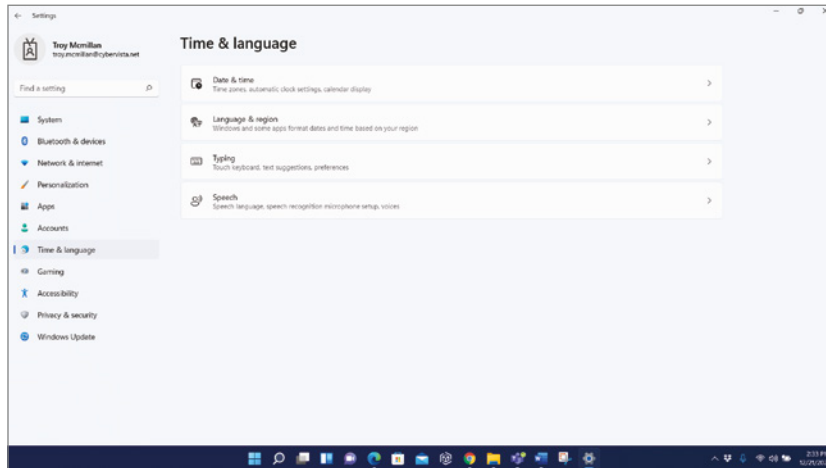 Settings
Troy Mcmillan
troy.mcmillan@cybervista.net
Find a setting
System
Bluetooth & devices
Network & internet
Personalization
Apps
Accounts
Time & language
Gaming
Accessibility
Privacy & security
Windows Update
Time & language
Date & time
Time zones, automatic clock settings, calendar display
Language & region
Windows and some apps format dates and time based on your region
Typing
Touch keyboard, text suggestions, preferences
Speech
Speech language, speech recognition microphone setup, voices
2:33